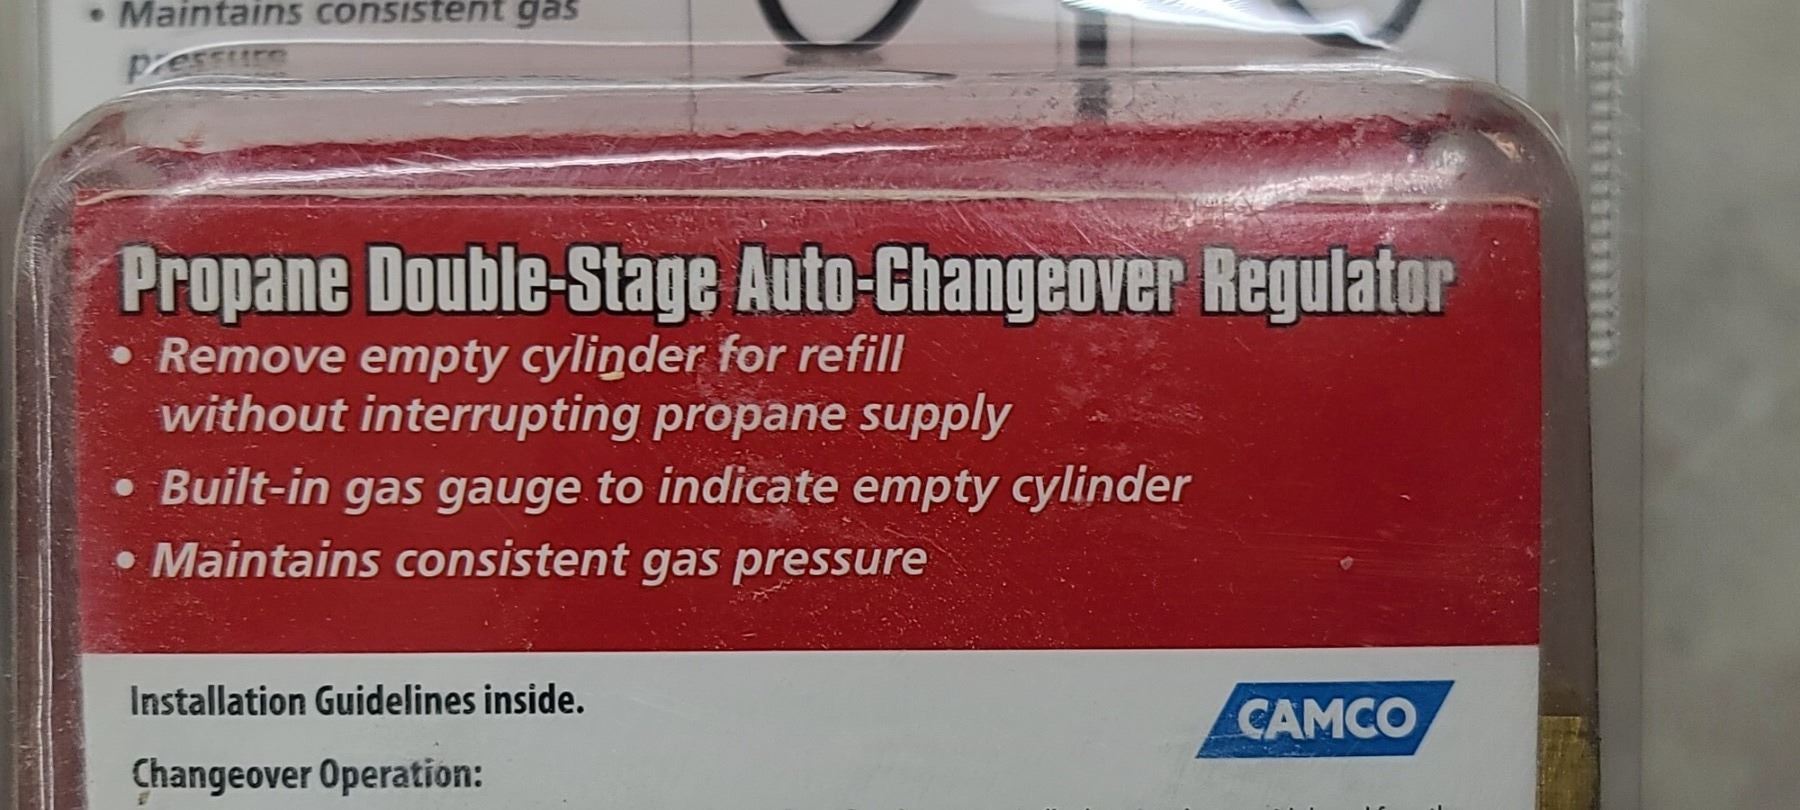 • Maintains consistent gas
pressure
Propane Double-Stage Auto-Changeover Regulator
• Remove empty cylinder for refill
without interrupting propane supply
• Built-in gas gauge to indicate empty cylinder
• Maintains consistent gas pressure
Installation Guidelines inside.
CAMCO
Changeover Operation: